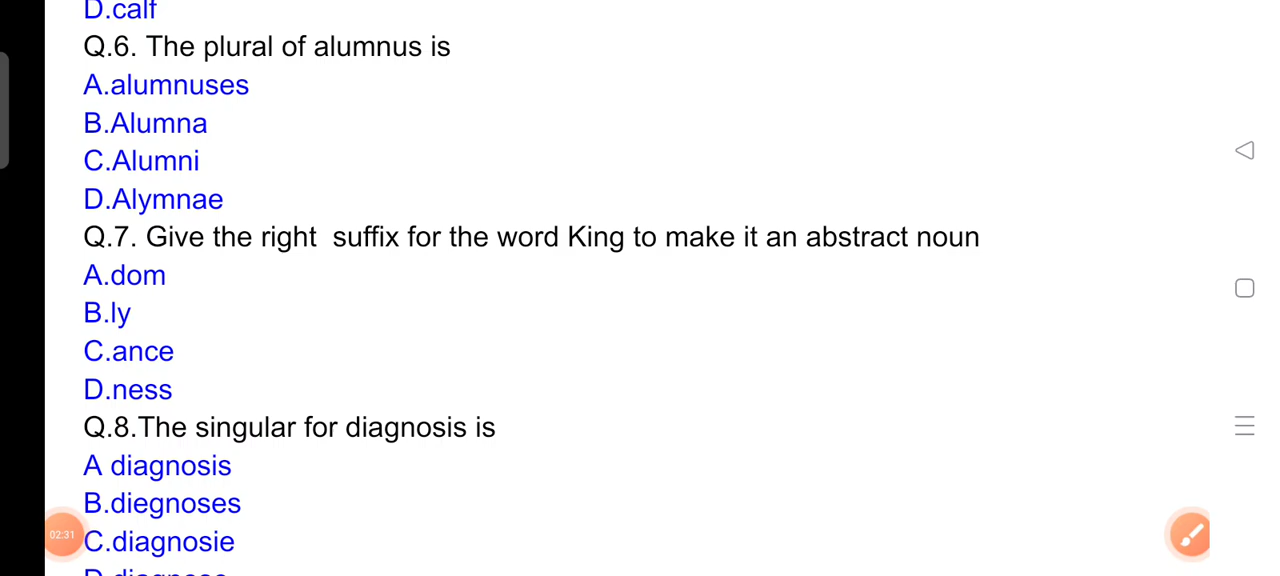 D.calf
Q.6. The plural of alumnus is
A.alumnuses
B.Alumna
C.Alumni
D.Alymnae
Q.7. Give the right  suffix for the word King to make it an abstract noun
A.dom
B.ly
C.ance
D.ness
Q.8.The singular for diagnosis is
A diagnosis
B.diegnoses
02:31
C.diagnosie